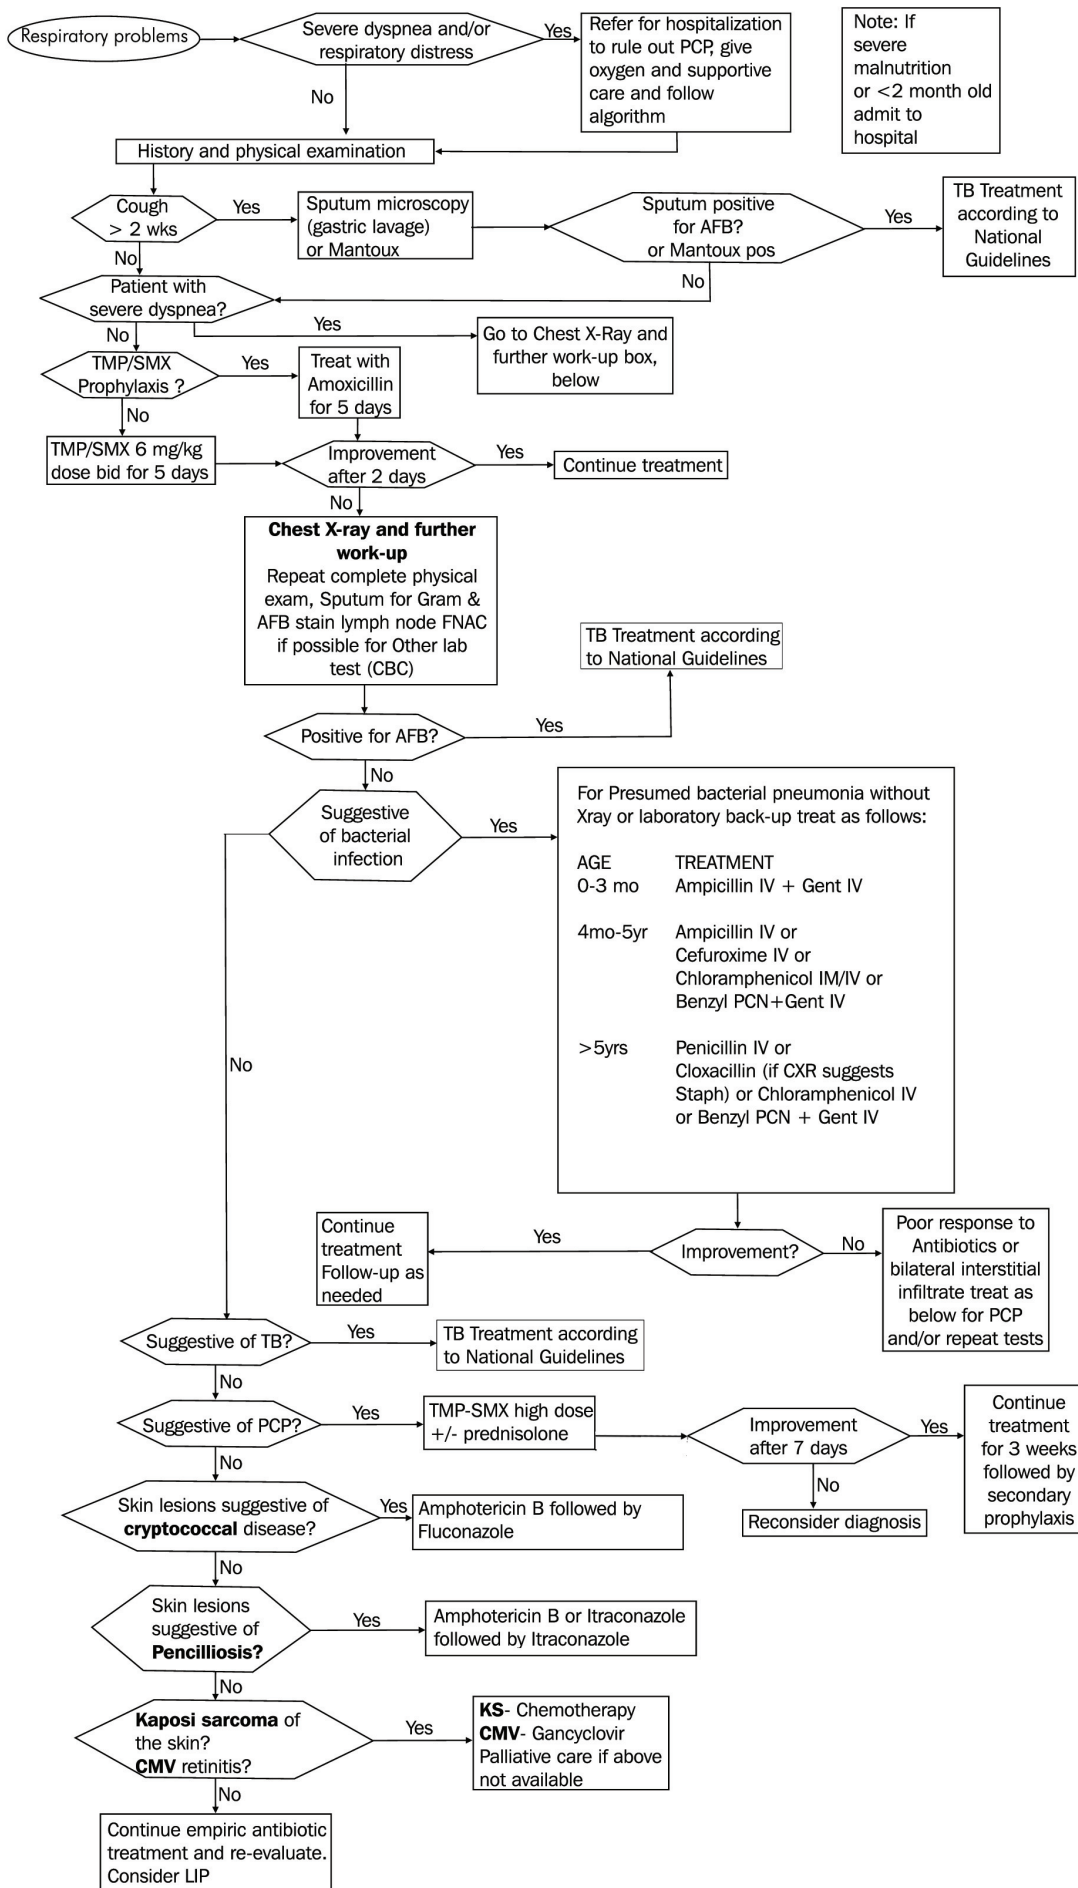 Respiratory problems
Severe dyspnea and/or
respiratory distress
Yes
Refer for hospitalization
to rule out PCP, give
oxygen and supportive
care and follow
algorithm
Note: If
severe
malnutrition
or <2 month old
admit to
hospital
No
History and physical examination
Cough
> 2 wks
Yes
Sputum microscopy
(gastric lavage)
or Mantoux
Sputum positive
for AFB?
or Mantoux pos
Yes
TB Treatment
according to
National
Guidelines
No
No
Patient with
severe dyspnea?
Yes
Go to Chest X-Ray and
further work-up box,
below
No
TMP/SMX
Prophylaxis ?
Yes
Treat with
Amoxicillin
for 5 days
No
TMP/SMX 6 mg/kg
dose bid for 5 days
Improvement
after 2 days
Yes
Continue treatment
No
Chest X-ray and further
work-up
Repeat complete physical
exam, Sputum for Gram &
AFB stain lymph node FNAC
if possible for Other lab
test (CBC)
TB Treatment according
to National Guidelines
Positive for AFB?
Yes
No
Suggestive
of bacterial
infection
Yes
For Presumed bacterial pneumonia without
Xray or laboratory back-up treat as follows:
AGE TREATMENT
0-3 mo Ampicillin IV + Gent IV
4mo-5yr Ampicillin IV or
Cefuroxime IV or
Chloramphenicol IM/IV or
Benzyl PCN+Gent IV
>5yrs Penicillin IV or
Cloxacillin (if CXR suggests
Staph) or Chloramphenicol IV
or Benzyl PCN + Gent IV
No
Continue
treatment
Follow-up as
needed
Yes
Improvement?
No
Poor response to
Antibiotics or
bilateral interstitial
infiltrate treat as
below for PCP
and/or repeat tests
Suggestive of TB?
Yes
TB Treatment according
to National Guidelines
No
Suggestive of PCP?
Yes
TMP-SMX high dose
+/- prednisolone
Improvement
after 7 days
Yes
Continue
treatment
for 3 weeks
followed by
secondary
prophylaxis
No
Reconsider diagnosis
No
Skin lesions suggestive of
cryptococcal disease?
Yes
Amphotericin B followed by
Fluconazole
No
Skin lesions
suggestive of
Pencilliosis?
Yes
Amphotericin B or Itraconazole
followed by Itraconazole
No
Kaposi sarcoma of
the skin?
CMV retinitis?
Yes
KS- Chemotherapy
CMV- Gancyclovir
Palliative care if above
not available
No
Continue empiric antibiotic
treatment and re-evaluate.
Consider LIP